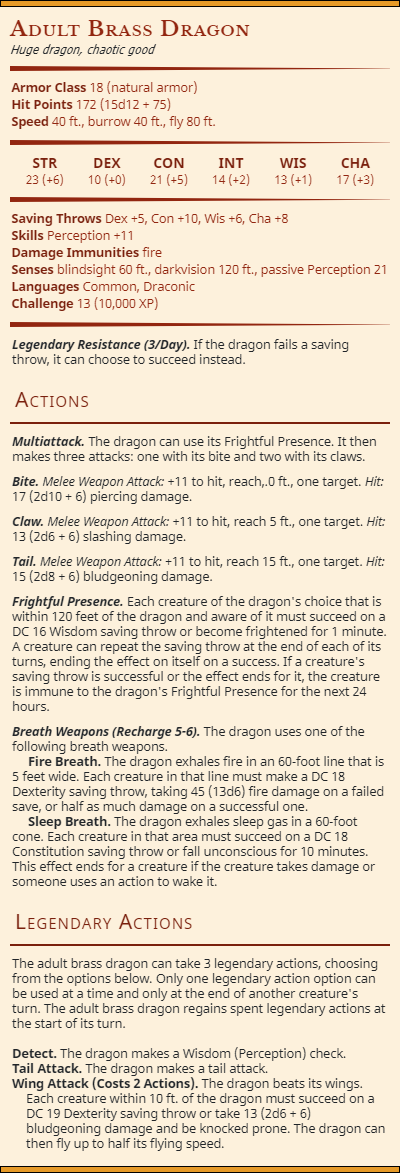 Adult Brass Dragon
Huge dragon, chaotic good
Armor Class 18 (natural armor)
Hit Points 172 (15d12 + 75)
Speed 40 ft., burrow 40 ft., fly 80 ft.
STR DEX CON INT WIS CHA
23 (+6) 10 (+0) 21 (+5) 14 (+2) 13 (+1) 17 (+3)
Saving Throws Dex +5, Con +10, Wis +6, Cha +8
Skills Perception +11
Damage Immunities fire
Senses blindsight 60 ft., darkvision 120 ft., passive Perception 21
Languages Common, Draconic
Challenge 13 (10,000 XP)
Legendary Resistance (3/Day). If the dragon fails a saving
throw, it can choose to succeed instead.
Actions
Multiattack. The dragon can use its Frightful Presence. It then
makes three attacks: one with its bite and two with its claws.
Bite. Melee Weapon Attack: +11 to hit, reach,.0 ft., one target. Hit:
17 (2d10 + 6) piercing damage.
Claw. Melee Weapon Attack: +11 to hit, reach 5 ft., one target. Hit:
13 (2d6 + 6) slashing damage.
Tail. Melee Weapon Attack: +11 to hit, reach 15 ft., one target. Hit:
15 (2d8 + 6) bludgeoning damage.
Frightful Presence. Each creature of the dragon's choice that is
within 120 feet of the dragon and aware of it must succeed on a
DC 16 Wisdom saving throw or become frightened for 1 minute.
A creature can repeat the saving throw at the end of each of its
turns, ending the effect on itself on a success. If a creature's
saving throw is successful or the effect ends for it, the creature
is immune to the dragon's Frightful Presence for the next 24
hours.
Breath Weapons (Recharge 5-6). The dragon uses one of the
following breath weapons.
Fire Breath. The dragon exhales fire in an 60-foot line that is
5 feet wide. Each creature in that line must make a DC 18
Dexterity saving throw, taking 45 (13d6) fire damage on a failed
save, or half as much damage on a successful one.
Sleep Breath. The dragon exhales sleep gas in a 60-foot
cone. Each creature in that area must succeed on a DC 18
Constitution saving throw or fall unconscious for 10 minutes.
This effect ends for a creature if the creature takes damage or
someone uses an action to wake it.
Legendary Actions
The adult brass dragon can take 3 legendary actions, choosing
from the options below. Only one legendary action option can
be used at a time and only at the end of another creature's
turn. The adult brass dragon regains spent legendary actions at
the start of its turn.
Detect. The dragon makes a Wisdom (Perception) check.
Tail Attack. The dragon makes a tail attack.
Wing Attack (Costs 2 Actions). The dragon beats its wings.
Each creature within 10 ft. of the dragon must succeed on a
DC 19 Dexterity saving throw or take 13 (2d6 + 6)
bludgeoning damage and be knocked prone. The dragon can
then fly up to half its flying speed.